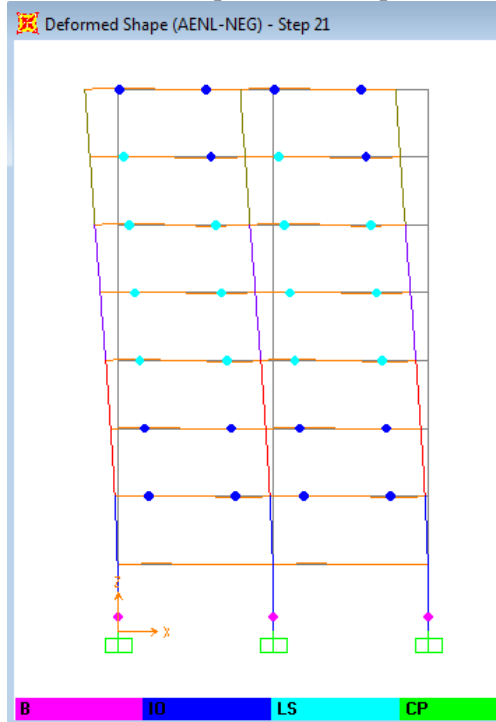 Deformed Shape (AENL-NEG) - Step 21
Z
X
B IO LS CP